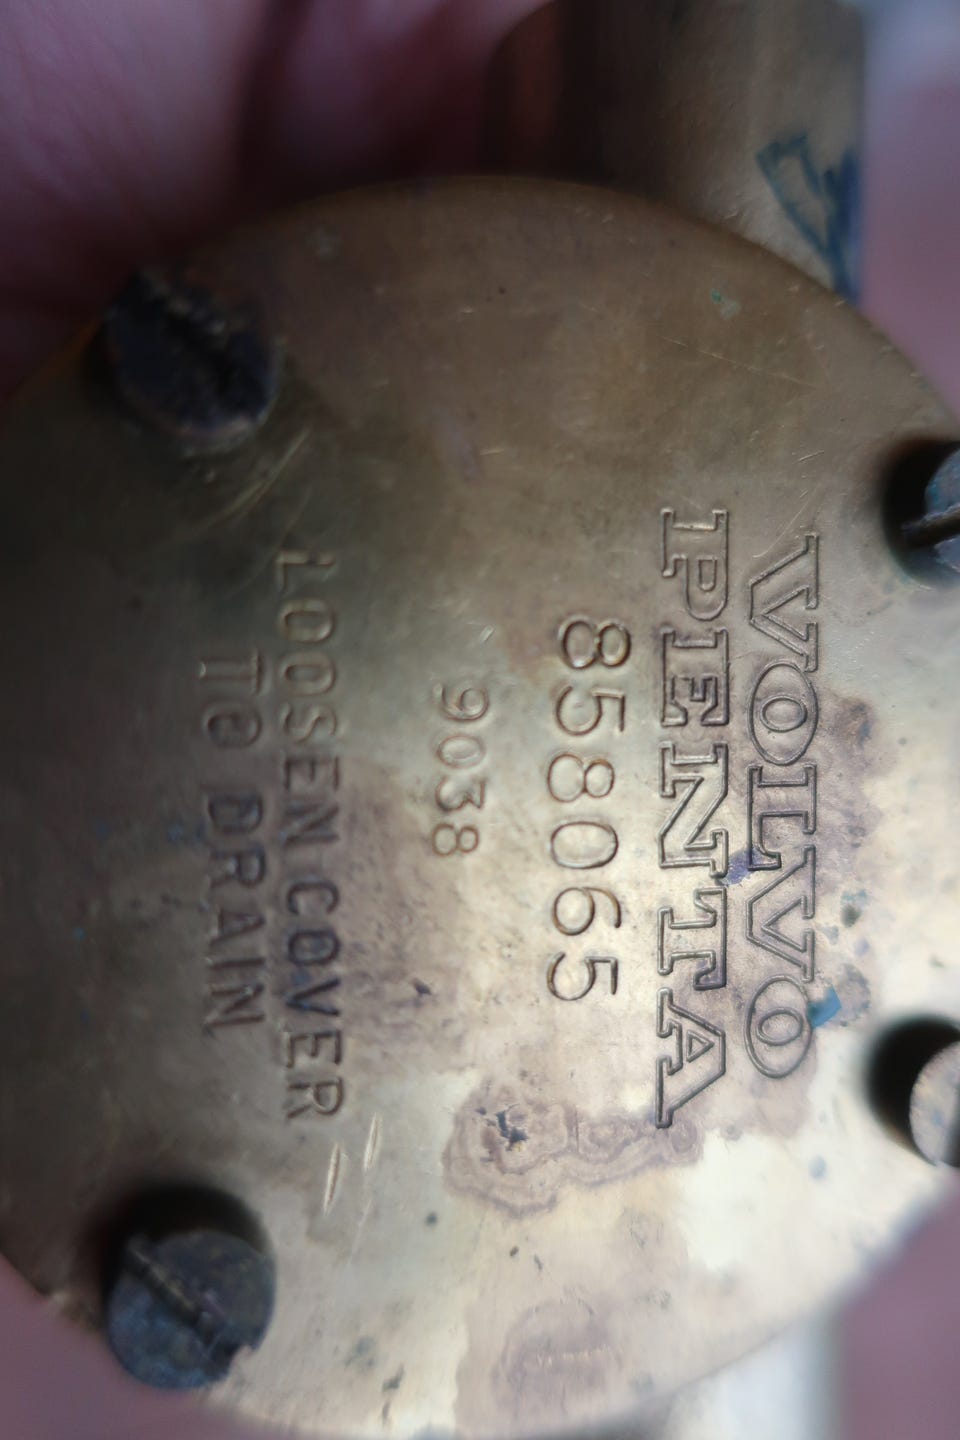 VOLVO
PENTA
858065
9038
LOOSEN COVER
TO DRAIN